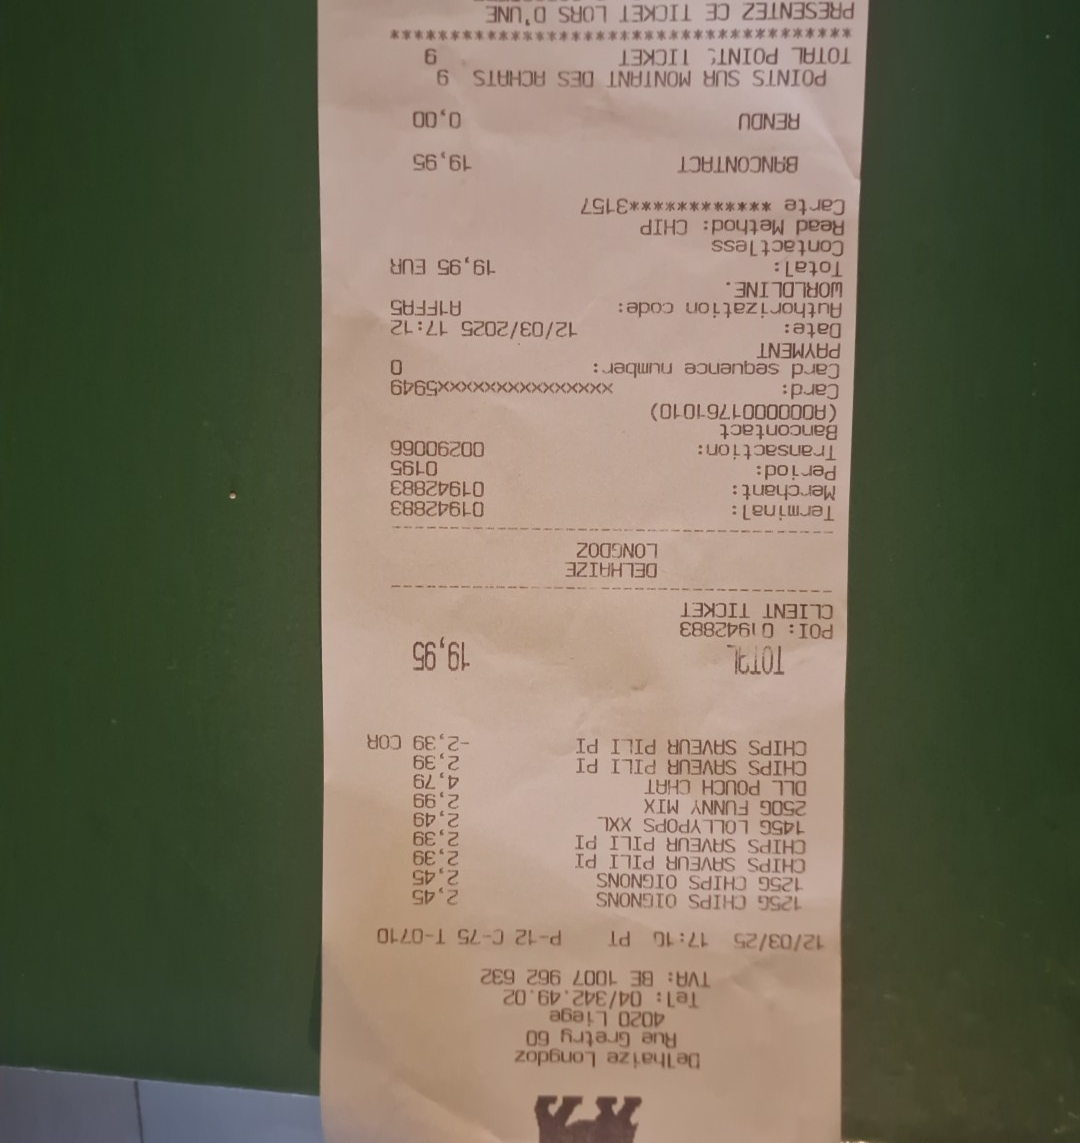 Delhaize Longdoz
Rue Gretry 60
4020 Liege
Tel: 04/342.49.02
TVA: BE 1007 962 632
12/03/25 17:10 PT P-12 C-75 T-0710
125G CHIPS OIGNONS 2,45
125G CHIPS OIGNONS 2,45
CHIPS SAVEUR PILI PI 2,39
CHIPS SAVEUR PILI PI 2,39
145G LOLLYPOPS XXL 2,49
250G FUNNY MIX 2,99
DLL POUCH CHAT 4,79
CHIPS SAVEUR PILI PI 2,39
CHIPS SAVEUR PILI PI -2,39 COR
TOTAL 19,95
POI: 01942883
CLIENT TICKET
DELHAIZE
LONGDOZ
Terminal: 01942883
Merchant: 01942883
Period: 0195
Transaction: 00290066
Bancontact
(A0000001761010)
Card: xxxxxxxxxxxxxxx5949
Card sequence number: 0
PAYMENT
Date: 12/03/2025 17:12
Authorization code: A1FFA5
WORLDLINE.
Total: 19,95 EUR
Contactless
Read Method: CHIP
Carte *************3157
BANCONTACT 19,95
RENDU 0,00
POINTS SUR MONTANT DES ACHATS 9
TOTAL POINTS TICKET 9
****************************************
PRESENTEZ CE TICKET LORS D'UNE